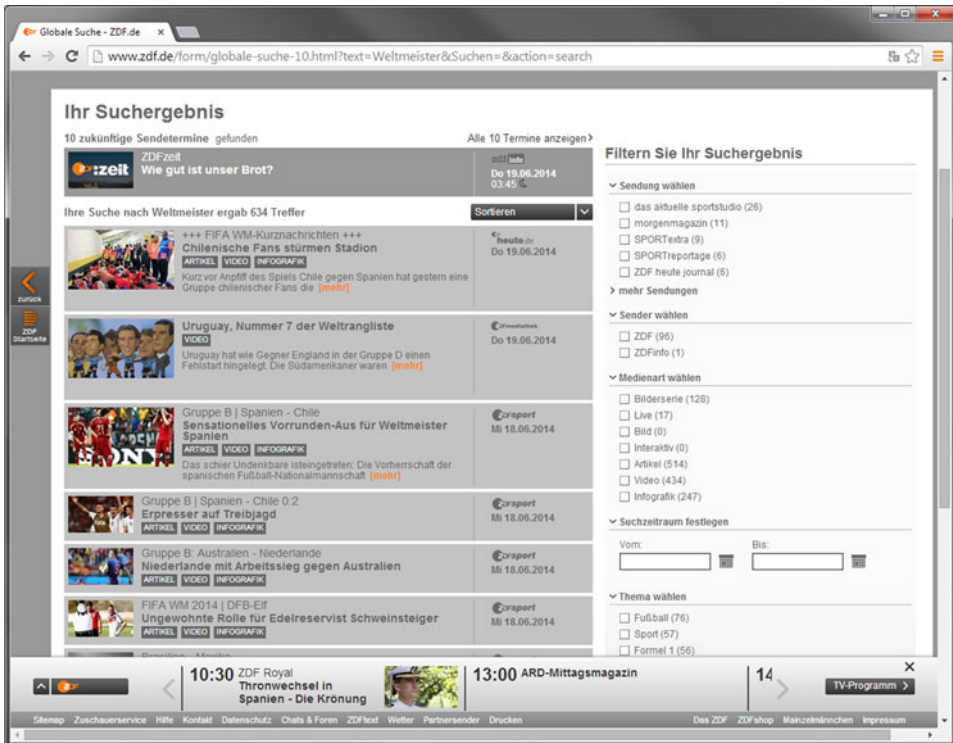 Globale Suche - ZDF.de
www.zdf.de/form/globale-suche-10.html?text=Weltmeister&Suchen=&action=search
Ihr Suchergebnis
10 zukünftige Sendetermine gefunden
Alle 10 Termine anzeigen
:zeit
ZDFzeit
Wie gut ist unser Brot?
zdf info
Do 19.06.2014
03:45
Ihre Suche nach Weltmeister ergab 634 Treffer
Sortieren
+++ FIFA WM-Kurznachrichten +++
Chilenische Fans stürmen Stadion
ARTIKEL VIDEO INFOGRAFIK
Kurz vor Anpfiff des Spiels Chile gegen Spanien hat gestern eine
Gruppe chilenischer Fans die [mehr]
heute.de
Do 19.06.2014
Uruguay, Nummer 7 der Weltrangliste
VIDEO
Uruguay hat wie Gegner England in der Gruppe D einen
Fehlstart hingelegt. Die Südamerikaner waren [mehr]
ZDFmediathek
Do 19.06.2014
Gruppe B | Spanien - Chile
Sensationelles Vorrunden-Aus für Weltmeister
Spanien
ARTIKEL VIDEO INFOGRAFIK
Das schier Undenkbare isteingetreten: Die Vorherrschaft der
spanischen Fußball-Nationalmannschaft [mehr]
ZDFsport
Mi 18.06.2014
SONY
Gruppe B | Spanien - Chile 0:2
Erpresser auf Treibjagd
ARTIKEL VIDEO INFOGRAFIK
ZDFsport
Mi 18.06.2014
Gruppe B: Australien - Niederlande
Niederlande mit Arbeitssieg gegen Australien
ARTIKEL VIDEO INFOGRAFIK
ZDFsport
Mi 18.06.2014
FIFA WM 2014 | DFB-Elf
Ungewohnte Rolle für Edelreservist Schweinsteiger
ARTIKEL VIDEO INFOGRAFIK
ZDFsport
Mi 18.06.2014
Brasilien - Mexiko
zurück
ZDF
Startseite
Filtern Sie Ihr Suchergebnis
Sendung wählen
das aktuelle sportstudio (26)
morgenmagazin (11)
SPORTextra (9)
SPORTreportage (6)
ZDF heute journal (6)
mehr Sendungen
Sender wählen
ZDF (96)
ZDFinfo (1)
Medienart wählen
Bilderserie (128)
Live (17)
Bild (0)
Interaktiv (0)
Artikel (514)
Video (434)
Infografik (247)
Suchzeitraum festlegen
Vom:
Bis:
Thema wählen
Fußball (76)
Sport (57)
Formel 1 (56)
10:30 ZDF Royal
Thronwechsel in
Spanien - Die Krönung
13:00 ARD-Mittagsmagazin
14
TV-Programm
Sitemap Zuschauerservice Hilfe Kontakt Datenschutz Chats & Foren ZDFtext Wetter Partnersender Drucken
Das ZDF ZDFshop Mainzelmännchen Impressum